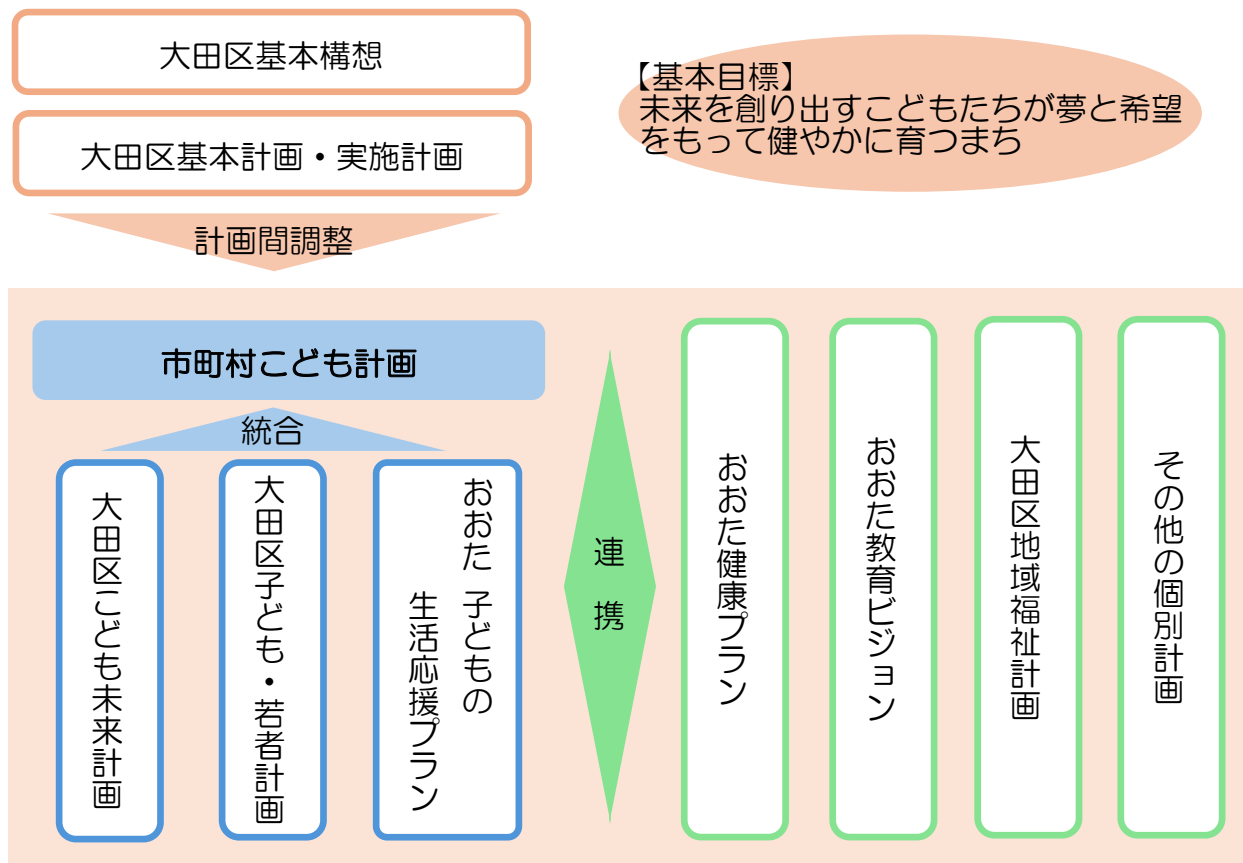 大田区基本構想
大田区基本計画・実施計画
計画間調整
【基本目標】
未来を創り出すこどもたちが夢と希望
をもって健やかに育つまち
市町村こども計画
統合
大田区こども未来計画
大田区子ども・若者計画
おおた 子どもの
生活応援プラン
連携
おおた健康プラン
おおた教育ビジョン
大田区地域福祉計画
その他の個別計画